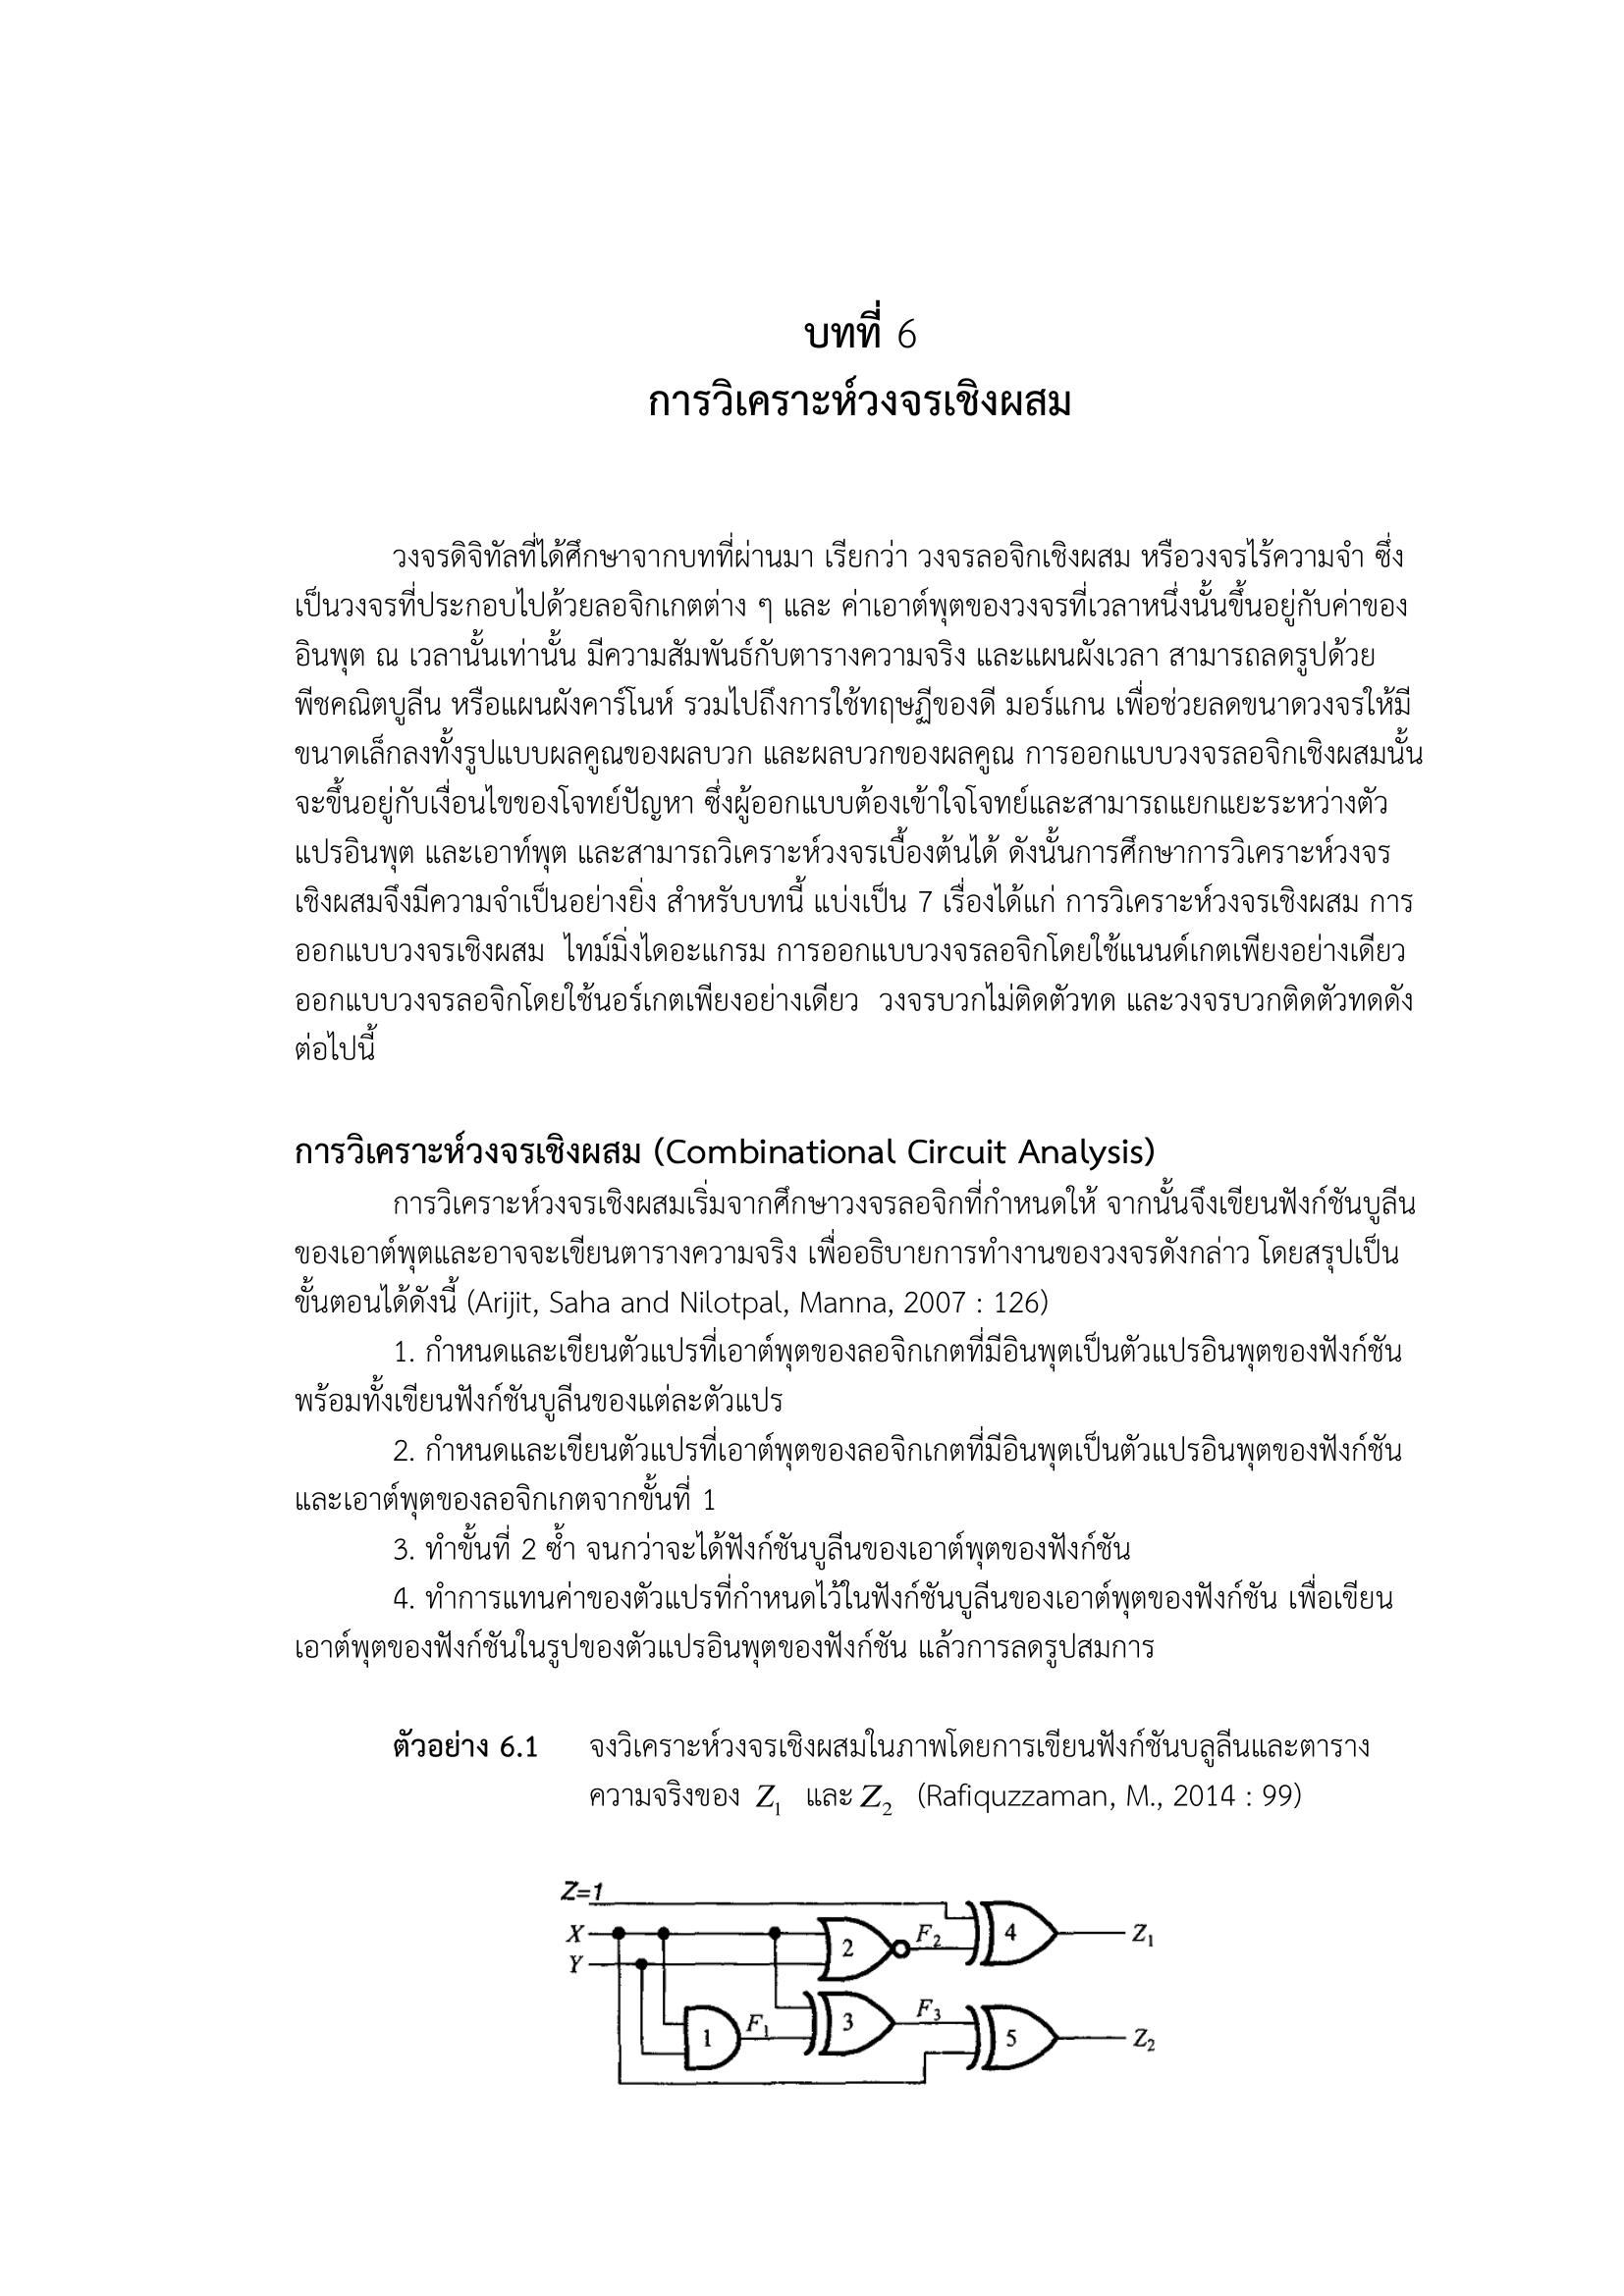 บทที่ 6
การวิเคราะห์วงจรเชิงผสม
วงจรดิจิทัลที่ได้ศึกษาจากบทที่ผ่านมา เรียกว่า วงจรลอจิกเชิงผสม หรือวงจรไร้ความจำ ซึ่ง
เป็นวงจรที่ประกอบไปด้วยลอจิกเกตต่าง ๆ และ ค่าเอาต์พุตของวงจรที่เวลาหนึ่งนั้นขึ้นอยู่กับค่าของ
อินพุต ณ เวลานั้นเท่านั้น มีความสัมพันธ์กับตารางความจริง และแผนผังเวลา สามารถลดรูปด้วย
พีชคณิตบูลีน หรือแผนผังคาร์โนห์ รวมไปถึงการใช้ทฤษฏีของดี มอร์แกน เพื่อช่วยลดขนาดวงจรให้มี
ขนาดเล็กลงทั้งรูปแบบผลคูณของผลบวก และผลบวกของผลคูณ การออกแบบวงจรลอจิกเชิงผสมนั้น
จะขึ้นอยู่กับเงื่อนไขของโจทย์ปัญหา ซึ่งผู้ออกแบบต้องเข้าใจโจทย์และสามารถแยกแยะระหว่างตัว
แปรอินพุต และเอาท์พุต และสามารถวิเคราะห์วงจรเบื้องต้นได้ ดังนั้นการศึกษาการวิเคราะห์วงจร
เชิงผสมจึงมีความจำเป็นอย่างยิ่ง สำหรับบทนี้ แบ่งเป็น 7 เรื่องได้แก่ การวิเคราะห์วงจรเชิงผสม การ
ออกแบบวงจรเชิงผสม ไทม์มิ่งไดอะแกรม การออกแบบวงจรลอจิกโดยใช้แนนด์เกตเพียงอย่างเดียว
ออกแบบวงจรลอจิกโดยใช้นอร์เกตเพียงอย่างเดียว วงจรบวกไม่ติดตัวทด และวงจรบวกติดตัวทดดัง
ต่อไปนี้
การวิเคราะห์วงจรเชิงผสม (Combinational Circuit Analysis)
การวิเคราะห์วงจรเชิงผสมเริ่มจากศึกษาวงจรลอจิกที่กำหนดให้ จากนั้นจึงเขียนฟังก์ชันบูลีน
ของเอาต์พุตและอาจจะเขียนตารางความจริง เพื่ออธิบายการทำงานของวงจรดังกล่าว โดยสรุปเป็น
ขั้นตอนได้ดังนี้ (Arijit, Saha and Nilotpal, Manna, 2007 : 126)
1. กำหนดและเขียนตัวแปรที่เอาต์พุตของลอจิกเกตที่มีอินพุตเป็นตัวแปรอินพุตของฟังก์ชัน
พร้อมทั้งเขียนฟังก์ชันบูลีนของแต่ละตัวแปร
2. กำหนดและเขียนตัวแปรที่เอาต์พุตของลอจิกเกตที่มีอินพุตเป็นตัวแปรอินพุตของฟังก์ชัน
และเอาต์พุตของลอจิกเกตจากขั้นที่ 1
3. ทำขั้นที่ 2 ซ้ำ จนกว่าจะได้ฟังก์ชันบูลีนของเอาต์พุตของฟังก์ชัน
4. ทำการแทนค่าของตัวแปรที่กำหนดไว้ในฟังก์ชันบูลีนของเอาต์พุตของฟังก์ชัน เพื่อเขียน
เอาต์พุตของฟังก์ชันในรูปของตัวแปรอินพุตของฟังก์ชัน แล้วการลดรูปสมการ
ตัวอย่าง 6.1 จงวิเคราะห์วงจรเชิงผสมในภาพโดยการเขียนฟังก์ชันบลูลีนและตาราง
ความจริงของ Z₁ และ Z₂ (Rafiquzzaman, M., 2014 : 99)
Z=1
X 2 F₂ 4 Z₁
Y
1 F₁ 3 F₃ 5 Z₂